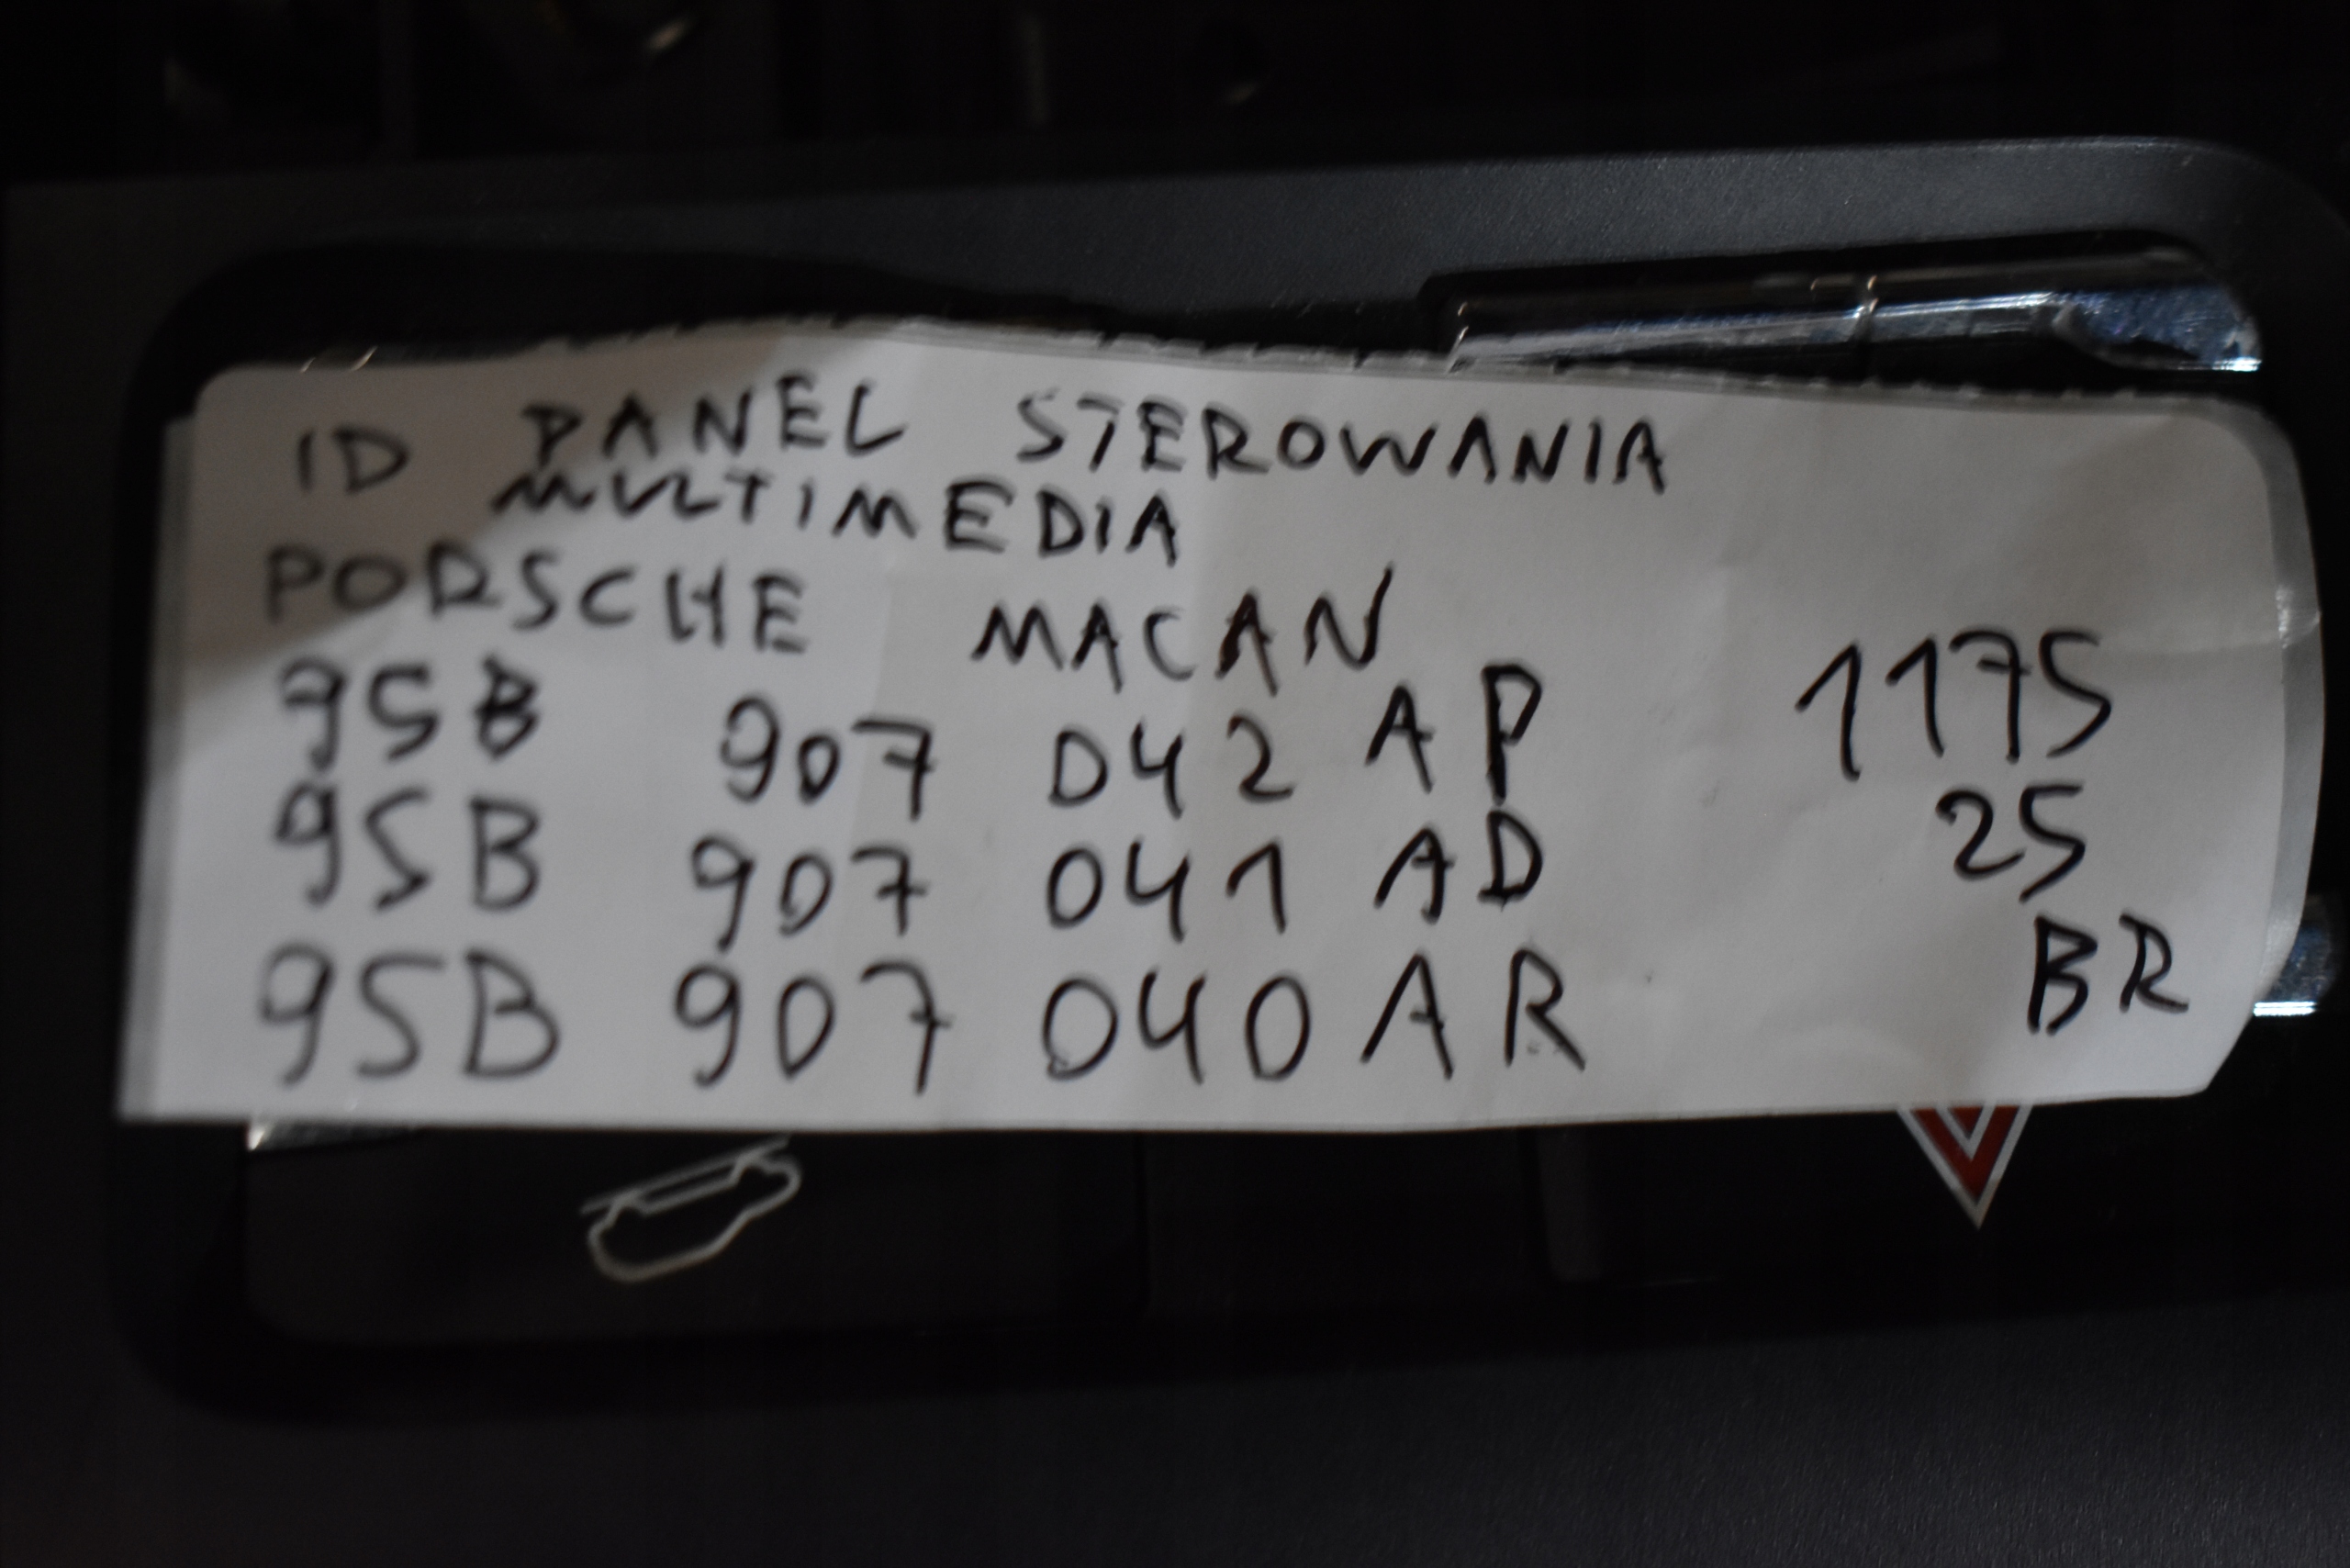 ID PANEL STEROWANIA
MULTIMEDIA
PORSCHE MACAN
95B 907 042 AP 1175
95B 907 041 AD 25
95B 907 040 AR BR